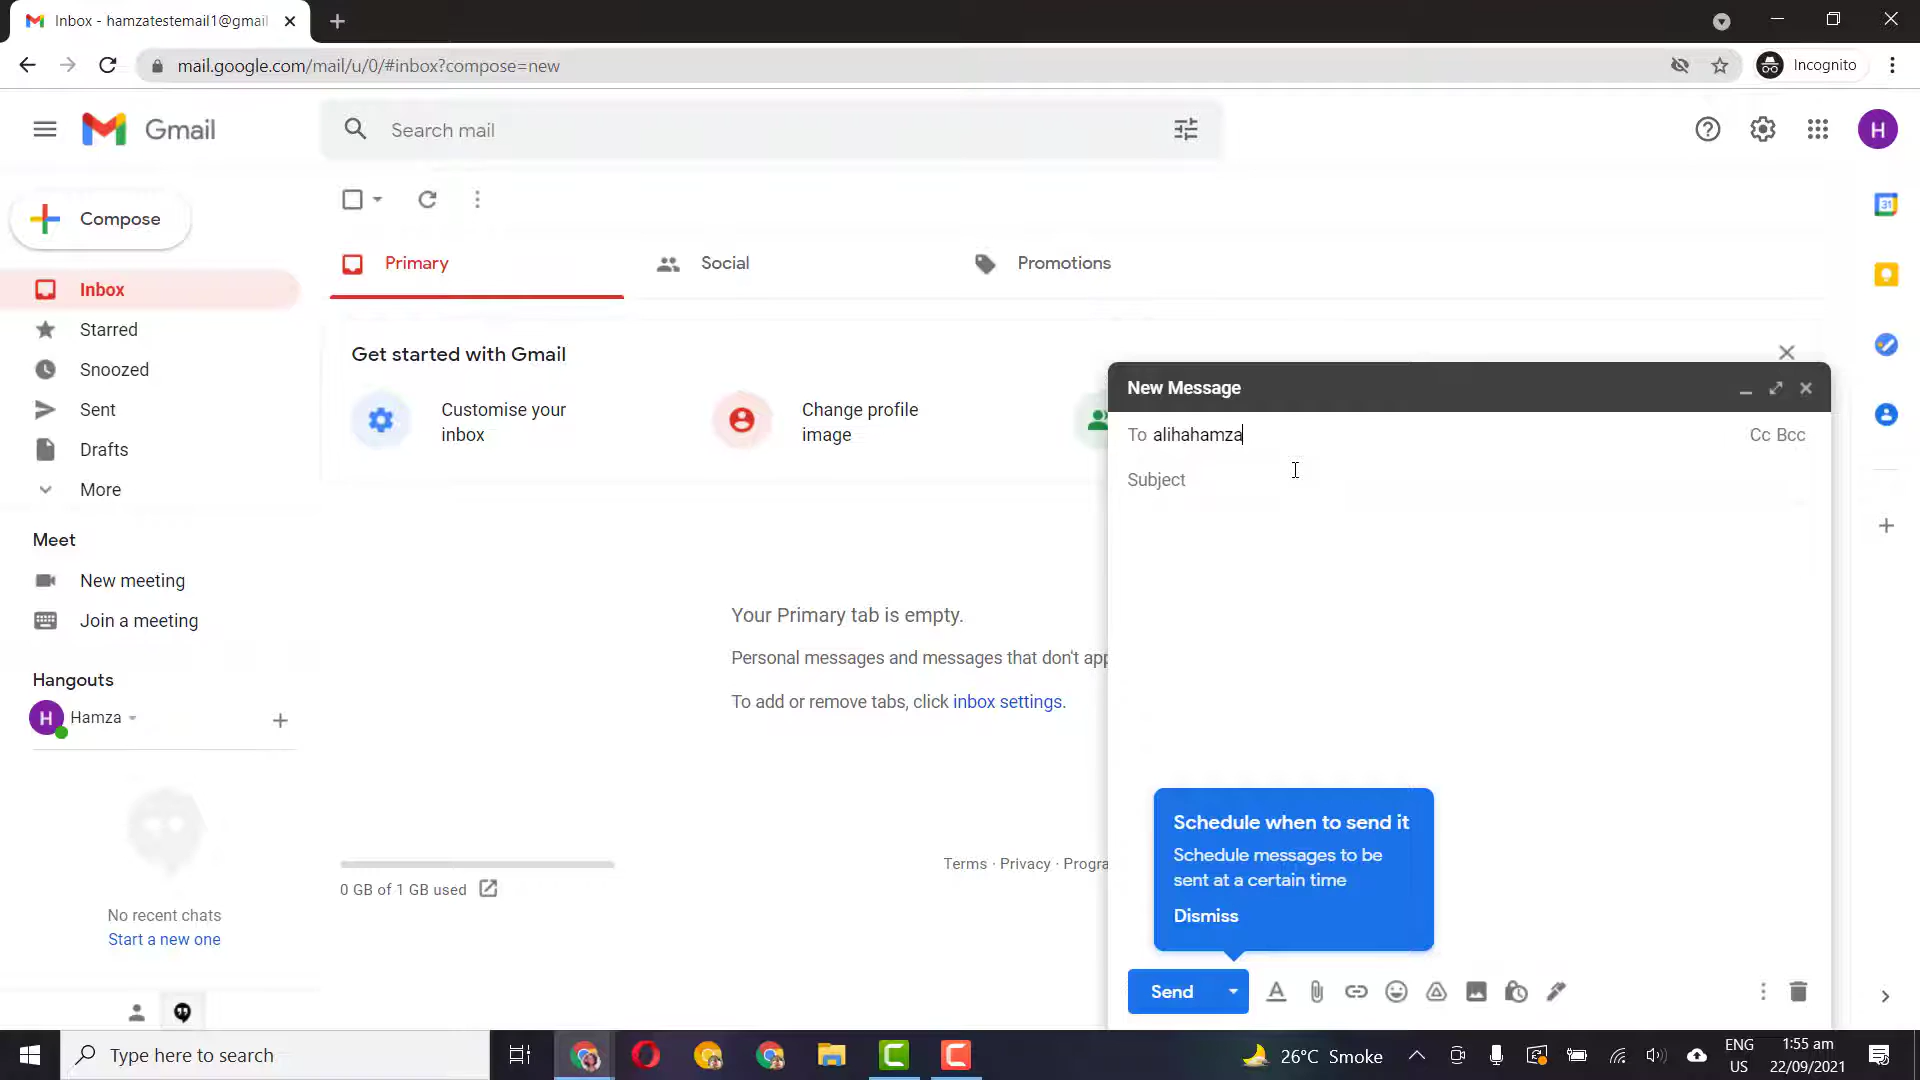 Inbox - hamzatestemail1@gmail
mail.google.com/mail/u/0/#inbox?compose=new
Incognito
Gmail
Search mail
H
Compose
31
Primary
Social
Promotions
Inbox
Starred
Snoozed
Sent
Drafts
More
Get started with Gmail
Customise your
inbox
Change profile
image
New Message
To alihahamza
Cc Bcc
Subject
Meet
New meeting
Join a meeting
Your Primary tab is empty.
Personal messages and messages that don't app
To add or remove tabs, click inbox settings.
Hangouts
H Hamza
Schedule when to send it
Schedule messages to be
sent at a certain time
Dismiss
Terms · Privacy · Progra
0 GB of 1 GB used
No recent chats
Start a new one
Send
Type here to search
26°C Smoke
ENG
US
1:55 am
22/09/2021